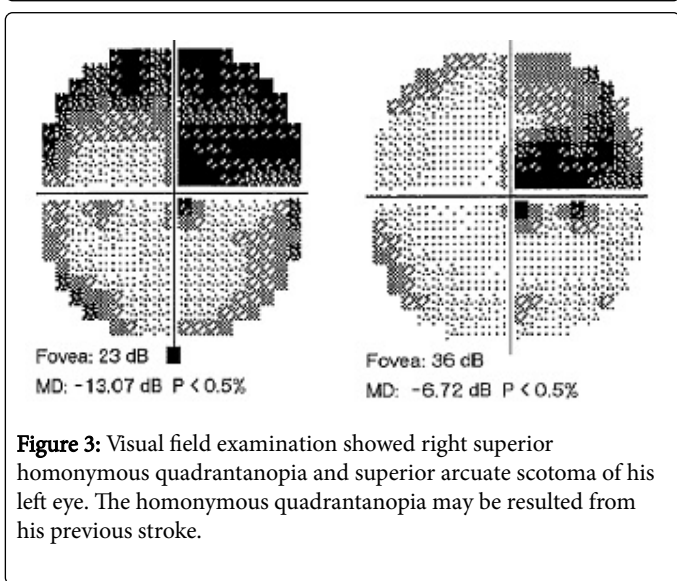 Fovea: 23 dB ■
MD: -13.07 dB P < 0.5%
Fovea: 36 dB
MD: -6.72 dB P < 0.5%
Figure 3: Visual field examination showed right superior
homonymous quadrantanopia and superior arcuate scotoma of his
left eye. The homonymous quadrantanopia may be resulted from
his previous stroke.